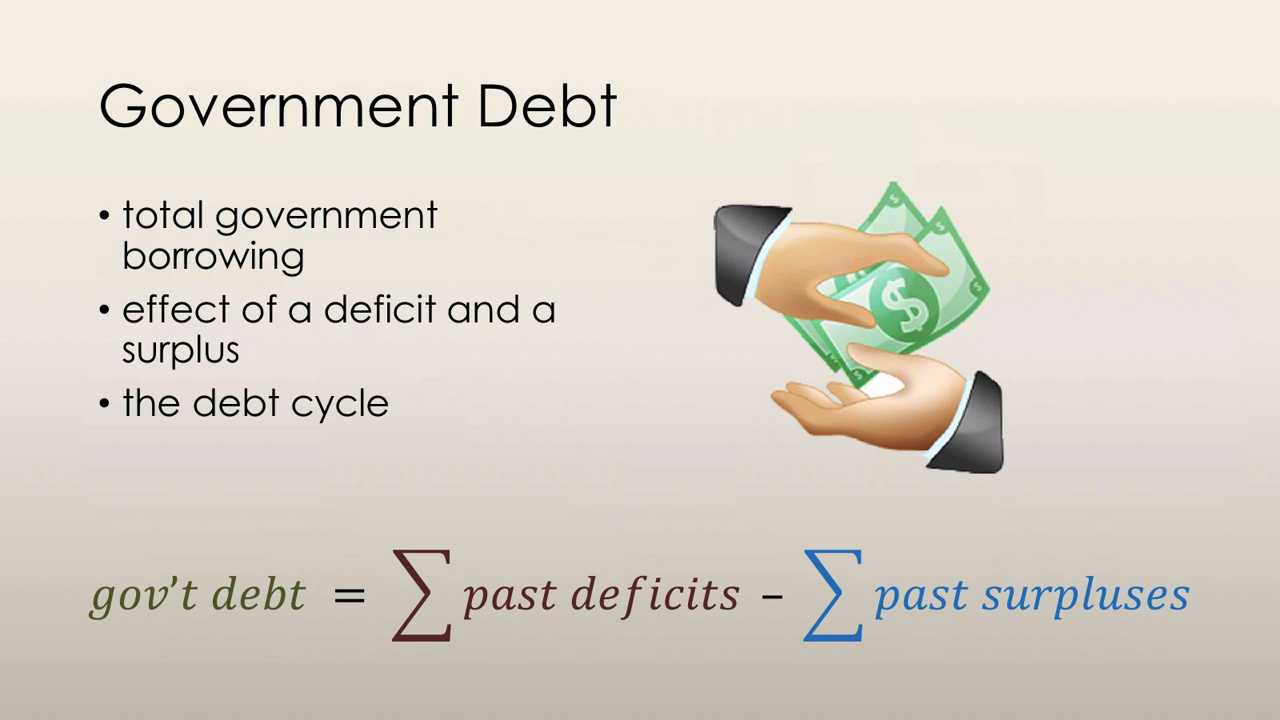 Government Debt
• total government
borrowing
• effect of a deficit and a
surplus
• the debt cycle
$
gov’t debt = ∑ past deficits – ∑ past surpluses